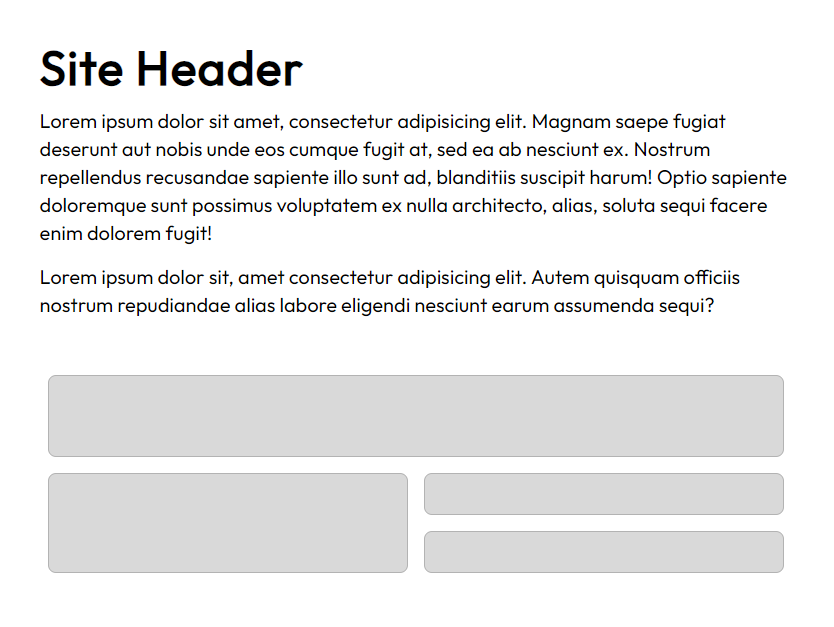 Site Header
Lorem ipsum dolor sit amet, consectetur adipisicing elit. Magnam saepe fugiat
deserunt aut nobis unde eos cumque fugit at, sed ea ab nesciunt ex. Nostrum
repellendus recusandae sapiente illo sunt ad, blanditiis suscipit harum! Optio sapiente
doloremque sunt possimus voluptatem ex nulla architecto, alias, soluta sequi facere
enim dolorem fugit!
Lorem ipsum dolor sit, amet consectetur adipisicing elit. Autem quisquam officiis
nostrum repudiandae alias labore eligendi nesciunt earum assumenda sequi?